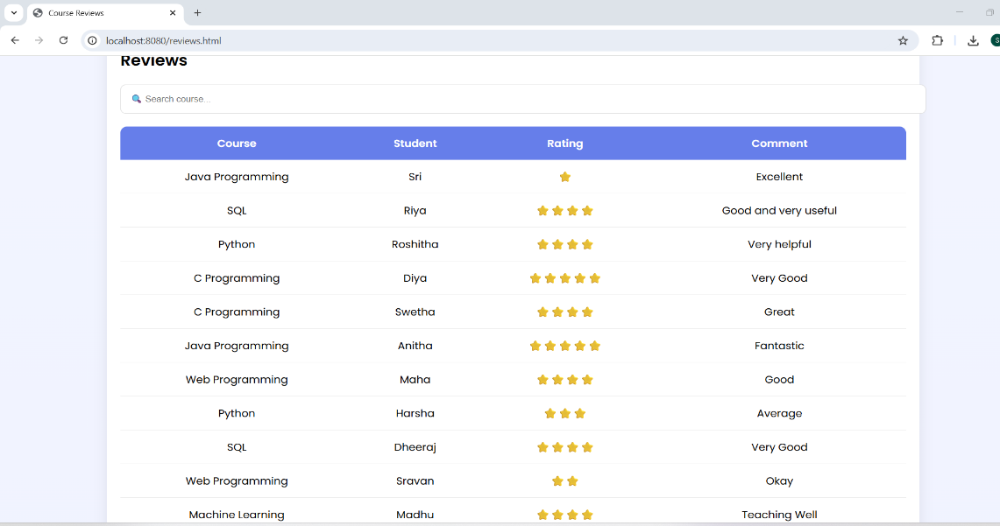 Course Reviews
localhost:8080/reviews.html
S
Reviews
🔍 Search course...
Course Student Rating Comment
Java Programming Sri ⭐ Excellent
SQL Riya ⭐⭐⭐⭐ Good and very useful
Python Roshitha ⭐⭐⭐⭐ Very helpful
C Programming Diya ⭐⭐⭐⭐⭐ Very Good
C Programming Swetha ⭐⭐⭐⭐ Great
Java Programming Anitha ⭐⭐⭐⭐⭐ Fantastic
Web Programming Maha ⭐⭐⭐⭐ Good
Python Harsha ⭐⭐⭐ Average
SQL Dheeraj ⭐⭐⭐⭐ Very Good
Web Programming Sravan ⭐⭐ Okay
Machine Learning Madhu ⭐⭐⭐⭐ Teaching Well